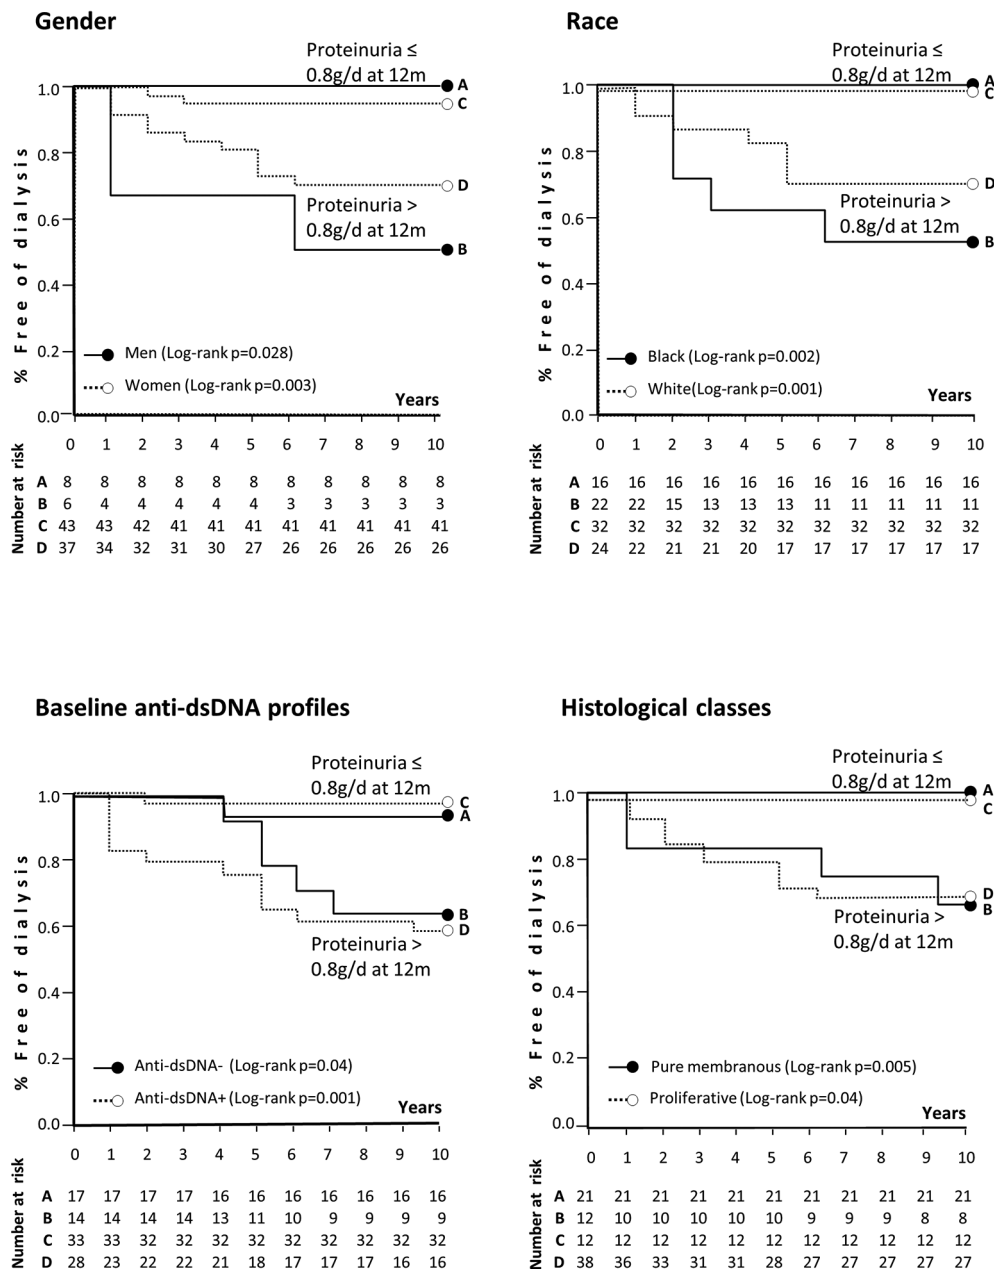 Gender
Proteinuria ≤
0.8g/d at 12m
A
C
D
Proteinuria >
0.8g/d at 12m
B
% Free of dialysis
1.0
0.8
0.6
0.4
0.2
0.0
Men (Log-rank p=0.028)
Women (Log-rank p=0.003)
Years
0 1 2 3 4 5 6 7 8 9 10
Number at risk
A 8 8 8 8 8 8 8 8 8 8 8
B 6 4 4 4 4 4 3 3 3 3 3
C 43 43 42 41 41 41 41 41 41 41 41
D 37 34 32 31 30 27 26 26 26 26 26
Race
Proteinuria ≤
0.8g/d at 12m
A
C
D
Proteinuria >
0.8g/d at 12m
B
% Free of dialysis
1.0
0.8
0.6
0.4
0.2
0.0
Black (Log-rank p=0.002)
White(Log-rank p=0.001)
Years
0 1 2 3 4 5 6 7 8 9 10
Number at risk
A 16 16 16 16 16 16 16 16 16 16 16
B 22 22 15 13 13 13 11 11 11 11 11
C 32 32 32 32 32 32 32 32 32 32 32
D 24 22 21 21 20 17 17 17 17 17 17
Baseline anti-dsDNA profiles
Proteinuria ≤
0.8g/d at 12m
C
A
B
D
Proteinuria >
0.8g/d at 12m
% Free of dialysis
1.0
0.8
0.6
0.4
0.2
0.0
Anti-dsDNA- (Log-rank p=0.04)
Anti-dsDNA+ (Log-rank p=0.001)
Years
0 1 2 3 4 5 6 7 8 9 10
Number at risk
A 17 17 17 17 16 16 16 16 16 16 16
B 14 14 14 14 13 11 10 9 9 9 9
C 33 33 32 32 32 32 32 32 32 32 32
D 28 23 22 22 21 18 17 17 17 16 16
Histological classes
Proteinuria ≤
0.8g/d at 12m
A
C
D
B
Proteinuria >
0.8g/d at 12m
% Free of dialysis
1.0
0.8
0.6
0.4
0.2
0.0
Pure membranous (Log-rank p=0.005)
Proliferative (Log-rank p=0.04)
Years
0 1 2 3 4 5 6 7 8 9 10
Number at risk
A 21 21 21 21 21 21 21 21 21 21 21
B 12 10 10 10 10 10 9 9 9 8 8
C 12 12 12 12 12 12 12 12 12 12 12
D 38 36 33 31 31 28 27 27 27 27 27